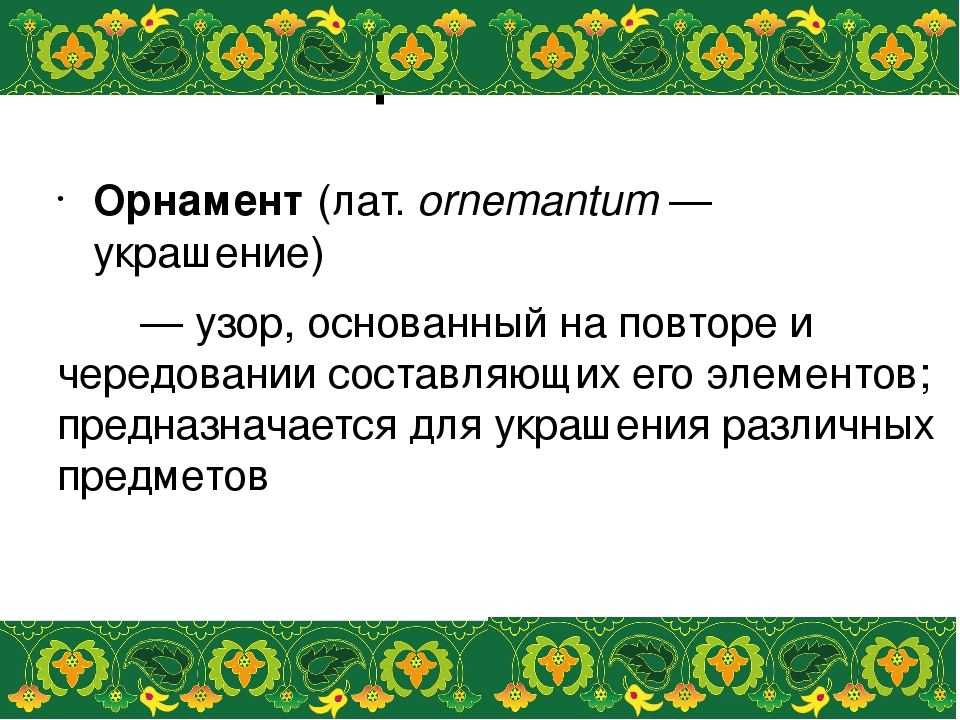 • Орнамент (лат. ornemantum —
украшение)
— узор, основанный на повторе и
чередовании составляющих его элементов;
предназначается для украшения различных
предметов